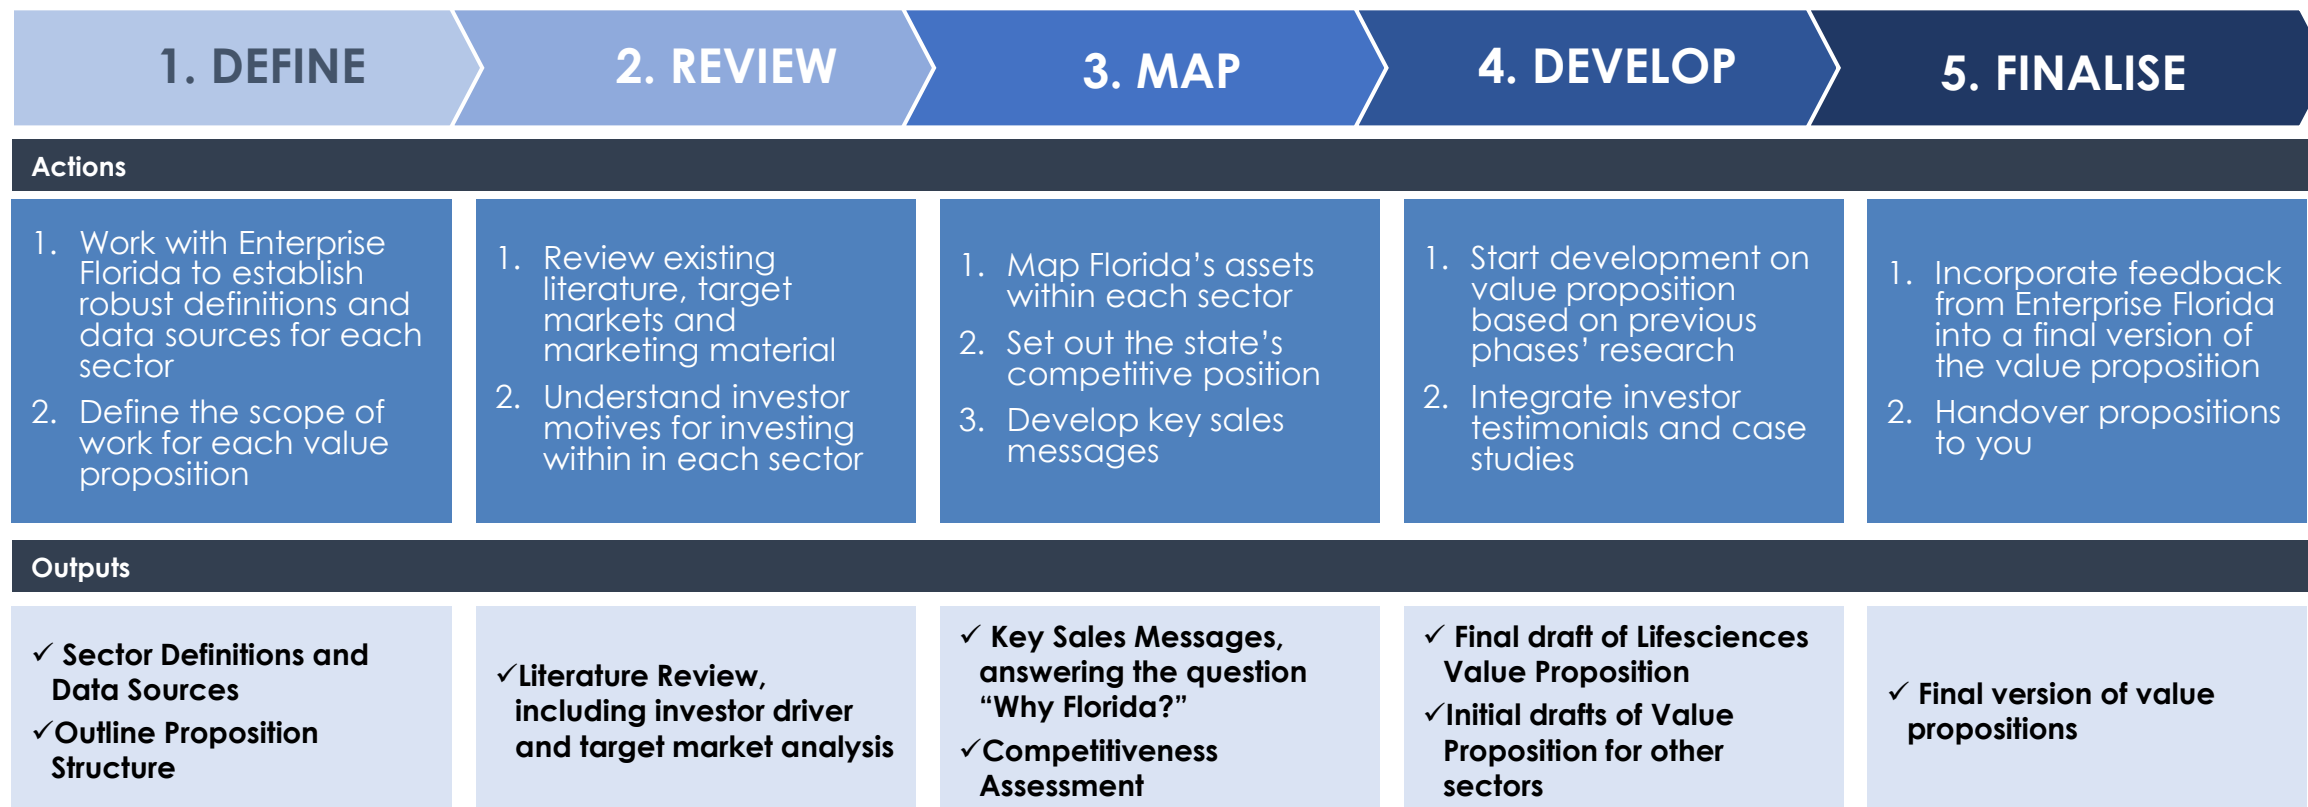 1. DEFINE
2. REVIEW
3. MAP
4. DEVELOP
5. FINALISE
Actions
1. Work with Enterprise
Florida to establish
robust definitions and
data sources for each
sector
2. Define the scope of
work for each value
proposition
1. Review existing
literature, target
markets and
marketing material
2. Understand investor
motives for investing
within in each sector
1. Map Florida’s assets
within each sector
2. Set out the state’s
competitive position
3. Develop key sales
messages
1. Start development on
value proposition
based on previous
phases’ research
2. Integrate investor
testimonials and case
studies
1. Incorporate feedback
from Enterprise Florida
into a final version of
the value proposition
2. Handover propositions
to you
Outputs
✓ Sector Definitions and
Data Sources
✓Outline Proposition
Structure
✓Literature Review,
including investor driver
and target market analysis
✓ Key Sales Messages,
answering the question
“Why Florida?”
✓Competitiveness
Assessment
✓ Final draft of Lifesciences
Value Proposition
✓Initial drafts of Value
Proposition for other
sectors
✓ Final version of value
propositions